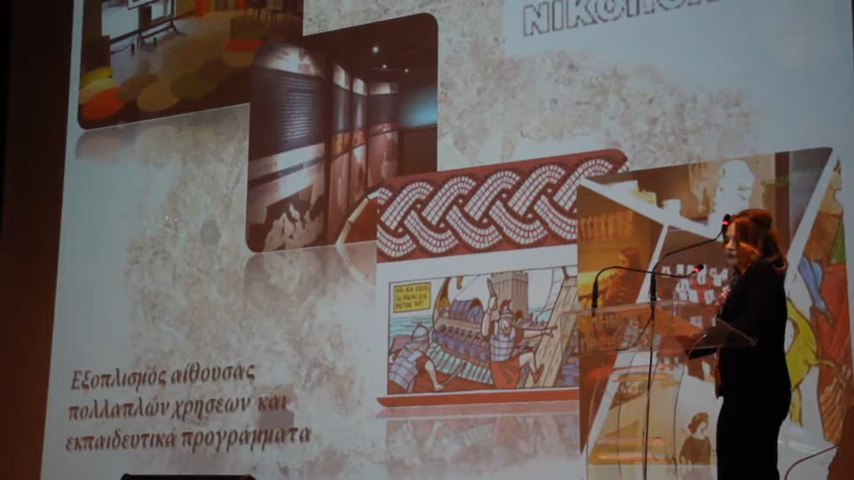 Εξοπλισμός αίθουσας
πολλαπλών χρήσεων και
εκπαιδευτικά προγράμματα